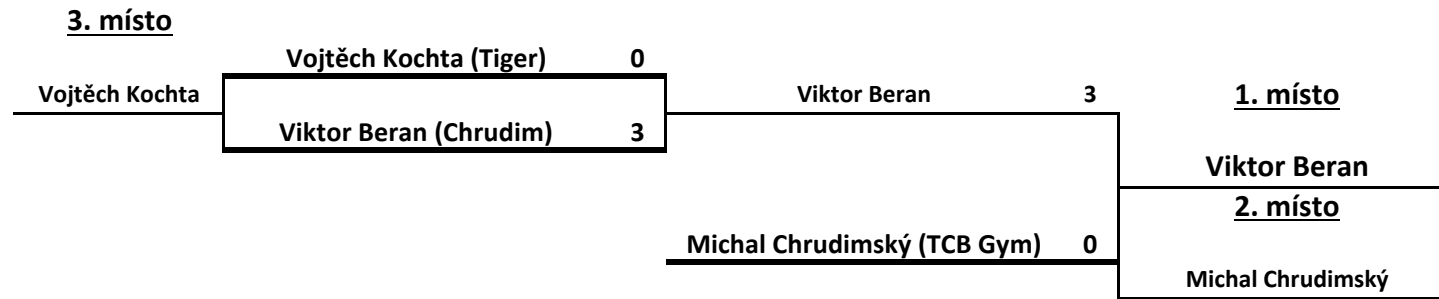 3. místo
Vojtěch Kochta (Tiger) 0
Vojtěch Kochta
Viktor Beran 3
1. místo
Viktor Beran (Chrudim) 3
Viktor Beran
2. místo
Michal Chrudimský (TCB Gym) 0
Michal Chrudimský